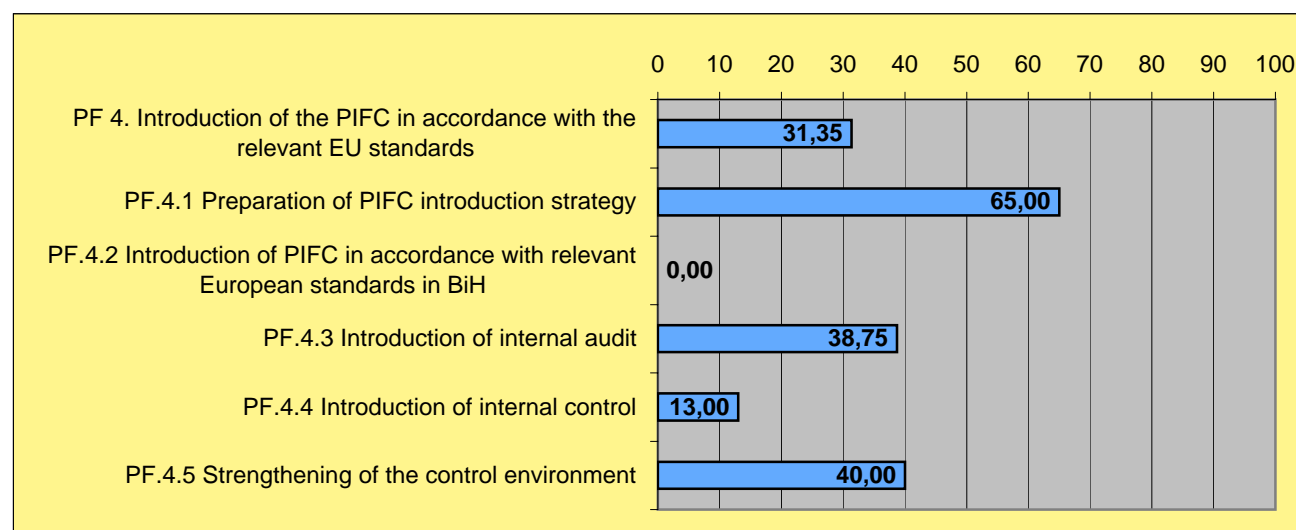 0 10 20 30 40 50 60 70 80 90 100
PF 4. Introduction of the PIFC in accordance with the
relevant EU standards
31,35
PF.4.1 Preparation of PIFC introduction strategy
65,00
PF.4.2 Introduction of PIFC in accordance with relevant
European standards in BiH
0,00
PF.4.3 Introduction of internal audit
38,75
PF.4.4 Introduction of internal control
13,00
PF.4.5 Strengthening of the control environment
40,00